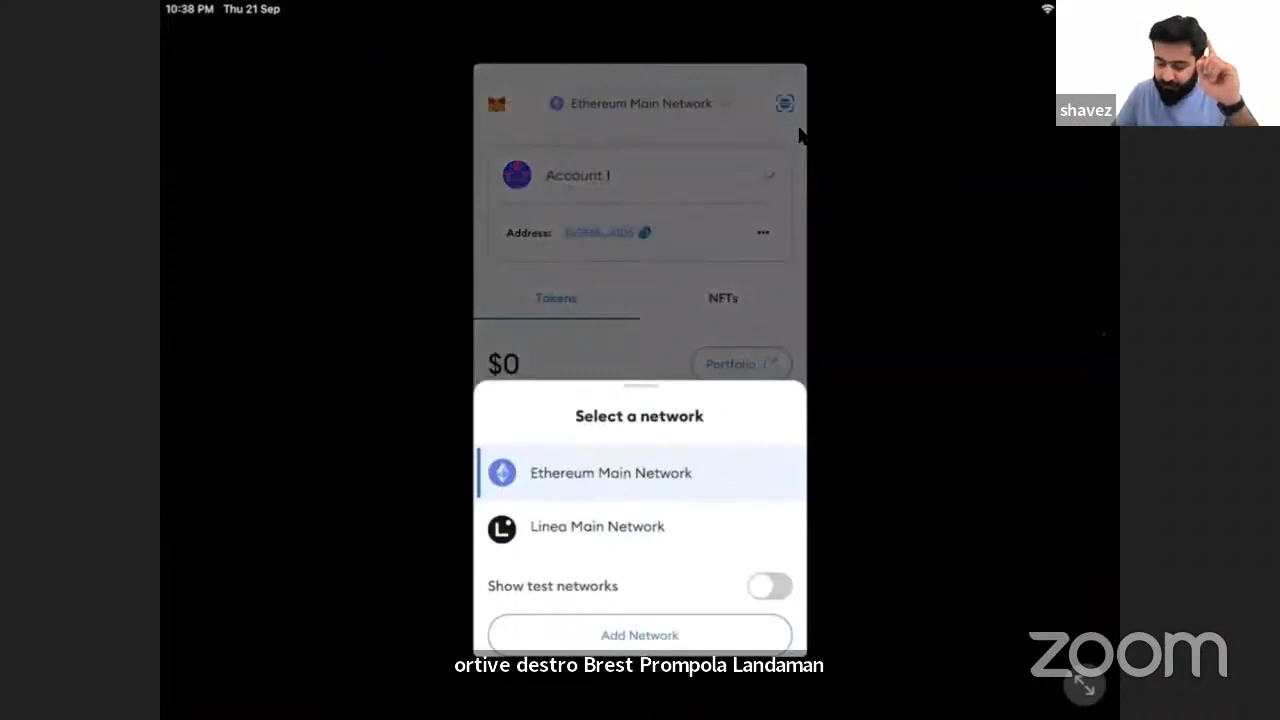 10:38 PM Thu 21 Sep
shavez
Ethereum Main Network
Account 1
Address:
Tokens
NFTs
$0
Portfolio
Select a network
Ethereum Main Network
Linea Main Network
Show test networks
Add Network
ortive destro Brest Prompola Landaman
zoom